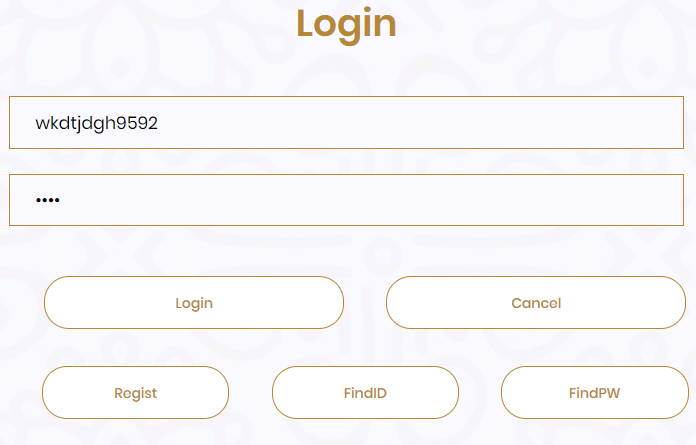 Login
wkdtjdgh9592
••••
Login Cancel
Regist FindID FindPW